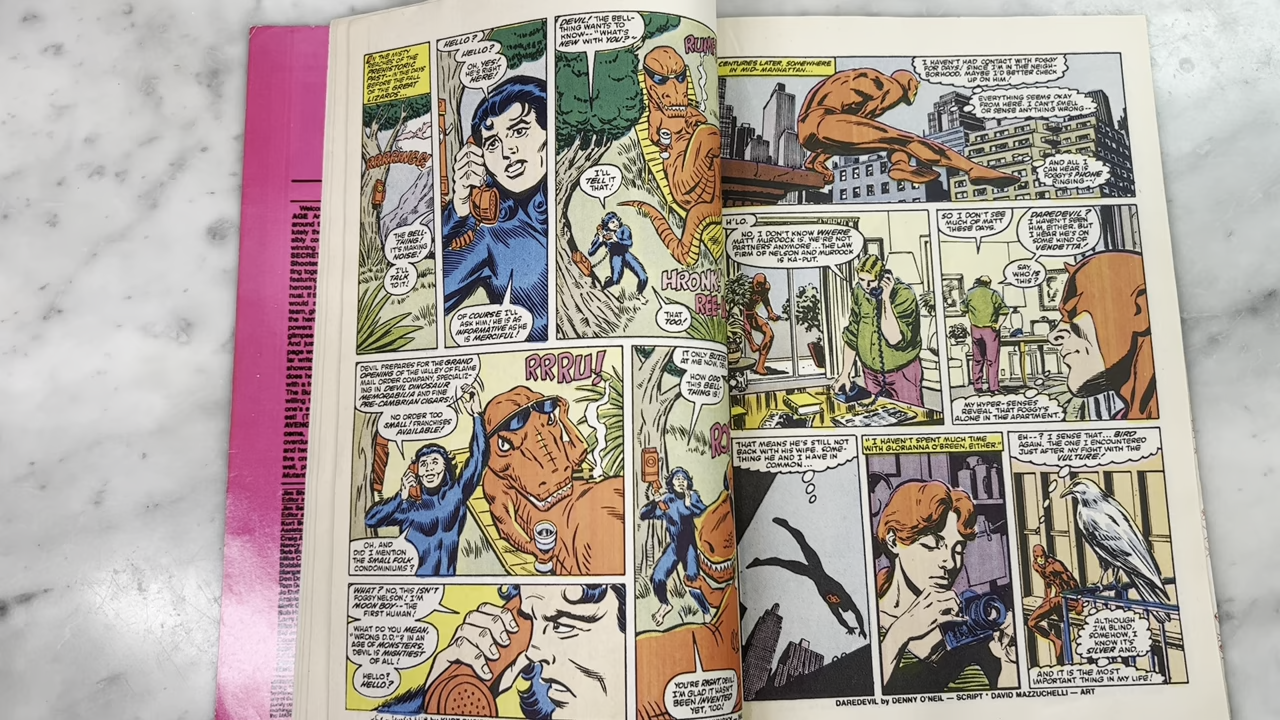 IN THE MISTY
REACHES OF THE
PREHISTORIC
PAST--IN THE DAYS
BEFORE THE FALL
OF THE GREAT
LIZARDS...
RRRRINGG!
THE BELL-
THING!
IT'S MAKING
NOISE!
I'LL
TALK
TO IT!
HELLO?
HELLO?
OH, YES!
HE'S RIGHT
HERE!
OF COURSE I'LL
ASK HIM! HE IS AS
INFORMATIVE AS HE
IS MERCIFUL!
DEVIL! THE BELL-
THING WANTS TO
KNOW--"WHAT'S
NEW WITH YOU?"
I'LL
TELL IT
THAT!
THAT
TOO!
DEVIL PREPARES FOR THE GRAND
OPENING OF THE VALLEY OF FLAME
MAIL ORDER COMPANY, SPECIALIZ-
ING IN DEVIL DINOSAUR
MEMORABILIA AND FINE
PRE-CAMBRIAN CIGARS!
NO ORDER TOO
SMALL! FRANCHISES
AVAILABLE!
RRRU!
OH, AND
DID I MENTION
THE SMALL FOLK
CONDOMINIUMS?
IT ONLY
AT ME NOW,
HOW ODD
THIS BELL-
THING IS!
WHAT? NO, THIS ISN'T
FOGGY NELSON! I'M
MOON BOY--THE
FIRST HUMAN!
WHAT DO YOU MEAN,
"WRONG D.D."? IN AN
AGE OF MONSTERS,
DEVIL IS MIGHTIEST
OF ALL!
HELLO?
HELLO?
YOU'RE RIGHT, DEVIL!
I'M GLAD IT HASN'T
BEEN INVENTED
YET, TOO!
CENTURIES LATER, SOMEWHERE
IN MID-MANHATTAN...
I HAVEN'T HAD CONTACT WITH FOGGY
FOR DAYS! SINCE I'M IN THE NEIGH-
BORHOOD, MAYBE I'D BETTER CHECK
UP ON HIM!
EVERYTHING SEEMS OKAY
FROM HERE. I CAN'T SMELL
OR SENSE ANYTHING WRONG--
AND ALL I
CAN HEAR IS
FOGGY'S PHONE
RINGING--!
H'LO.
NO, I DON'T KNOW WHERE
MATT MURDOCK IS. WE'RE NOT
PARTNERS ANYMORE...THE LAW
FIRM OF NELSON AND MURDOCK
IS KA-PUT.
SO I DON'T SEE
MUCH OF MATT
THESE DAYS.
DAREDEVIL?
I HAVEN'T SEEN
HIM, EITHER. BUT
I HEAR HE'S ON
SOME KIND OF
VENDETTA.
SAY,
WHO IS
THIS?
MY HYPER-SENSES
REVEAL THAT FOGGY'S
ALONE IN THE APARTMENT.
THAT MEANS HE'S STILL NOT
BACK WITH HIS WIFE. SOME-
THING HE AND I HAVE IN
COMMON...
"I HAVEN'T SPENT MUCH TIME
WITH GLORIANNA O'BREEN, EITHER."
EH--? I SENSE THAT... BIRD
AGAIN. THE ONE I ENCOUNTERED
JUST AFTER MY FIGHT WITH THE
VULTURE!
ALTHOUGH
I'M BLIND,
SOMEHOW, I
KNOW IT'S
SILVER AND...
AND IT IS THE MOST
IMPORTANT THING IN MY LIFE!
DAREDEVIL by DENNY O'NEIL — SCRIPT * DAVID MAZZUCHELLI — ART